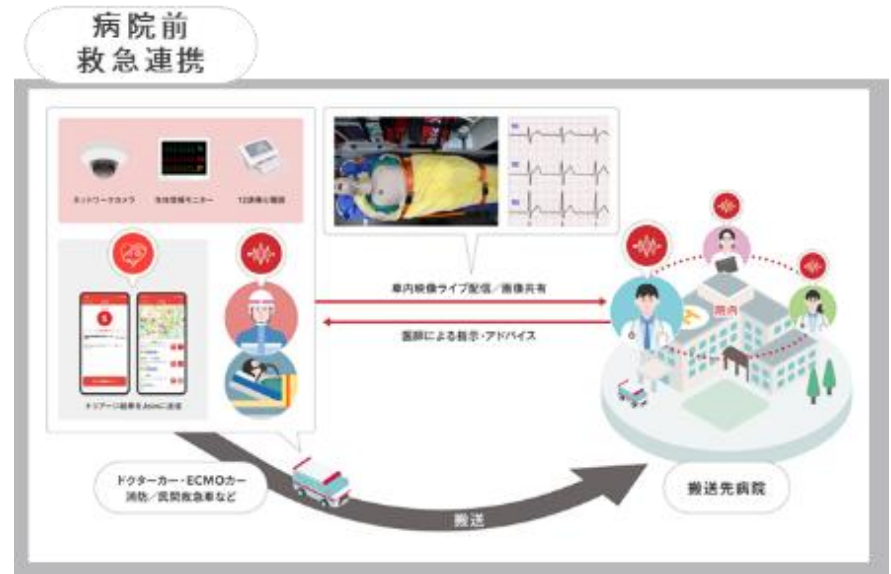 病院前
救急連携
ネットワークカメラ
生体情報モニター
12誘導心電図
車内映像ライブ配信／画像共有
医師による指示・アドバイス
院内
トリアージ結果をJoinに送信
ドクターカー・ECMOカー
消防／民間救急車など
搬送先病院
搬送